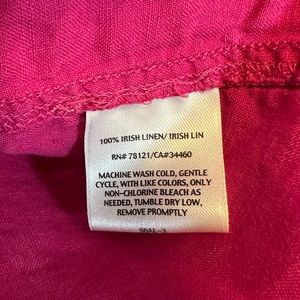 100% IRISH LINEN/ IRISH LIN
RN# 78121/CA#34460
MACHINE WASH COLD, GENTLE
CYCLE, WITH LIKE COLORS, ONLY
NON-CHLORINE BLEACH AS
NEEDED, TUMBLE DRY LOW,
REMOVE PROMPTLY